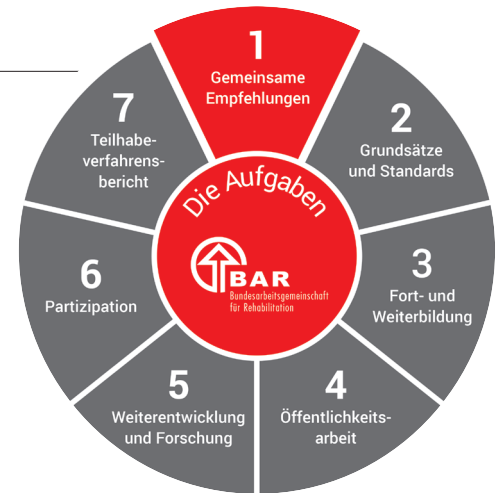 Die Aufgaben
BAR
Bundesarbeitsgemeinschaft
für Rehabilitation
1
Gemeinsame
Empfehlungen
2
Grundsätze
und Standards
3
Fort- und
Weiterbildung
4
Öffentlichkeits-
arbeit
5
Weiterentwicklung
und Forschung
6
Partizipation
7
Teilhabe-
verfahrens-
bericht